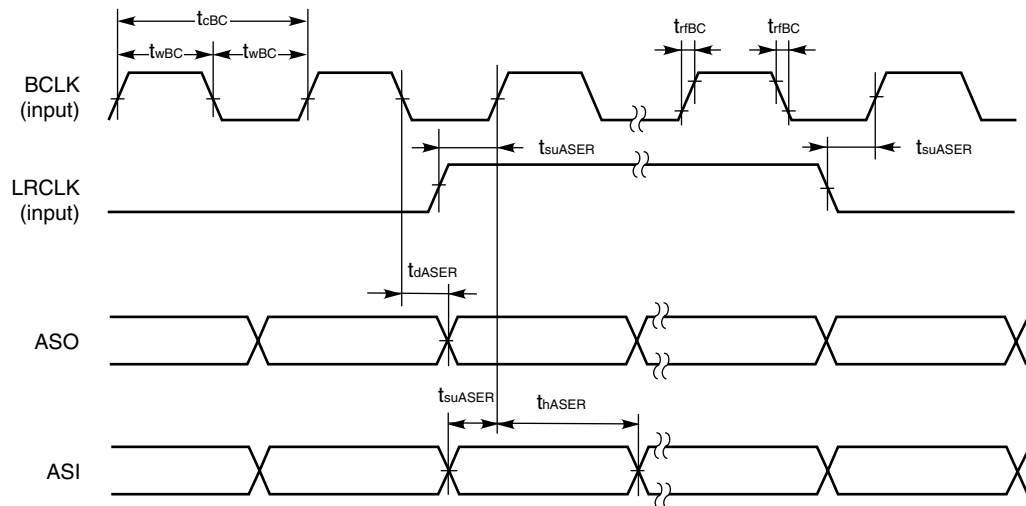 tcBC
trfBC trfBC
twBC twBC
BCLK
(input)
tsuASER tsuASER
LRCLK
(input)
tdASER
ASO
tsuASER thASER
ASI